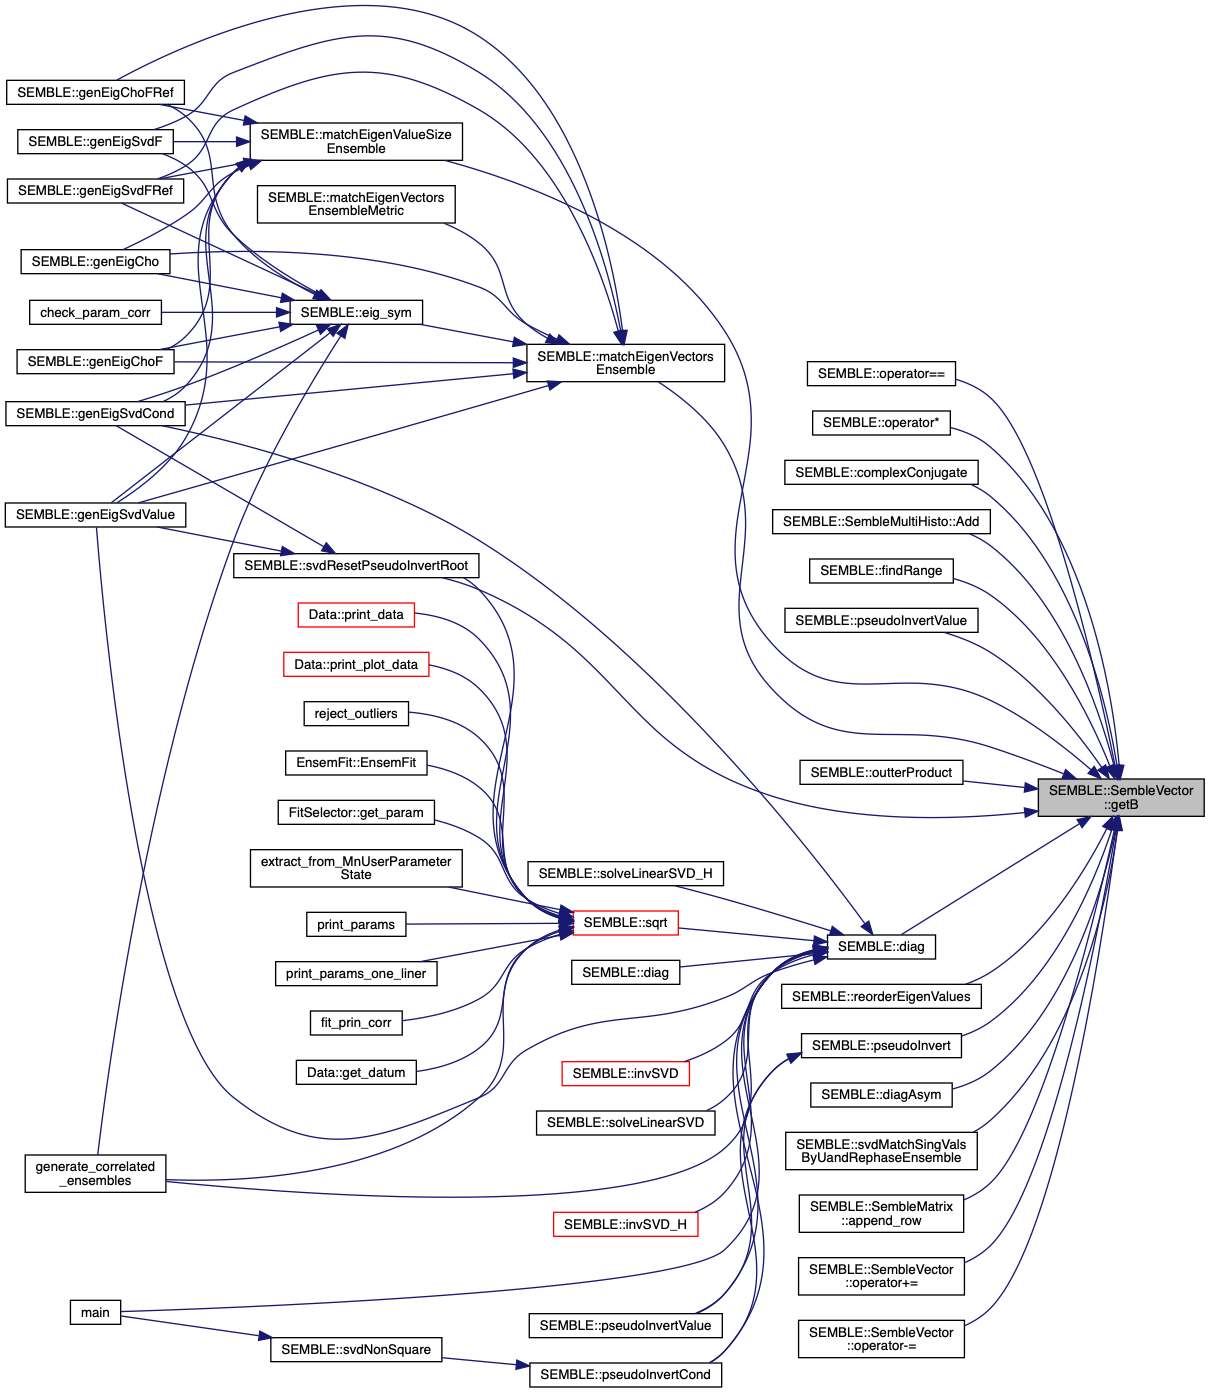 SEMBLE::genEigChoFRef
SEMBLE::genEigSvdF
SEMBLE::genEigSvdFRef
SEMBLE::genEigCho
check_param_corr
SEMBLE::genEigChoF
SEMBLE::genEigSvdCond
SEMBLE::genEigSvdValue
generate_correlated
_ensembles
main
SEMBLE::matchEigenValueSize
Ensemble
SEMBLE::matchEigenVectors
EnsembleMetric
SEMBLE::eig_sym
SEMBLE::svdResetPseudoInvertRoot
Data::print_data
Data::print_plot_data
reject_outliers
EnsemFit::EnsemFit
FitSelector::get_param
extract_from_MnUserParameter
State
print_params
print_params_one_liner
fit_prin_corr
Data::get_datum
SEMBLE::svdNonSquare
SEMBLE::matchEigenVectors
Ensemble
SEMBLE::solveLinearSVD_H
SEMBLE::sqrt
SEMBLE::diag
SEMBLE::invSVD
SEMBLE::solveLinearSVD
SEMBLE::invSVD_H
SEMBLE::pseudoInvertValue
SEMBLE::pseudoInvertCond
SEMBLE::operator==
SEMBLE::operator*
SEMBLE::complexConjugate
SEMBLE::SembleMultiHisto::Add
SEMBLE::findRange
SEMBLE::pseudoInvertValue
SEMBLE::outterProduct
SEMBLE::diag
SEMBLE::reorderEigenValues
SEMBLE::pseudoInvert
SEMBLE::diagAsym
SEMBLE::svdMatchSingVals
ByUandRephaseEnsemble
SEMBLE::SembleMatrix
::append_row
SEMBLE::SembleVector
::operator+=
SEMBLE::SembleVector
::operator-=
SEMBLE::SembleVector
::getB